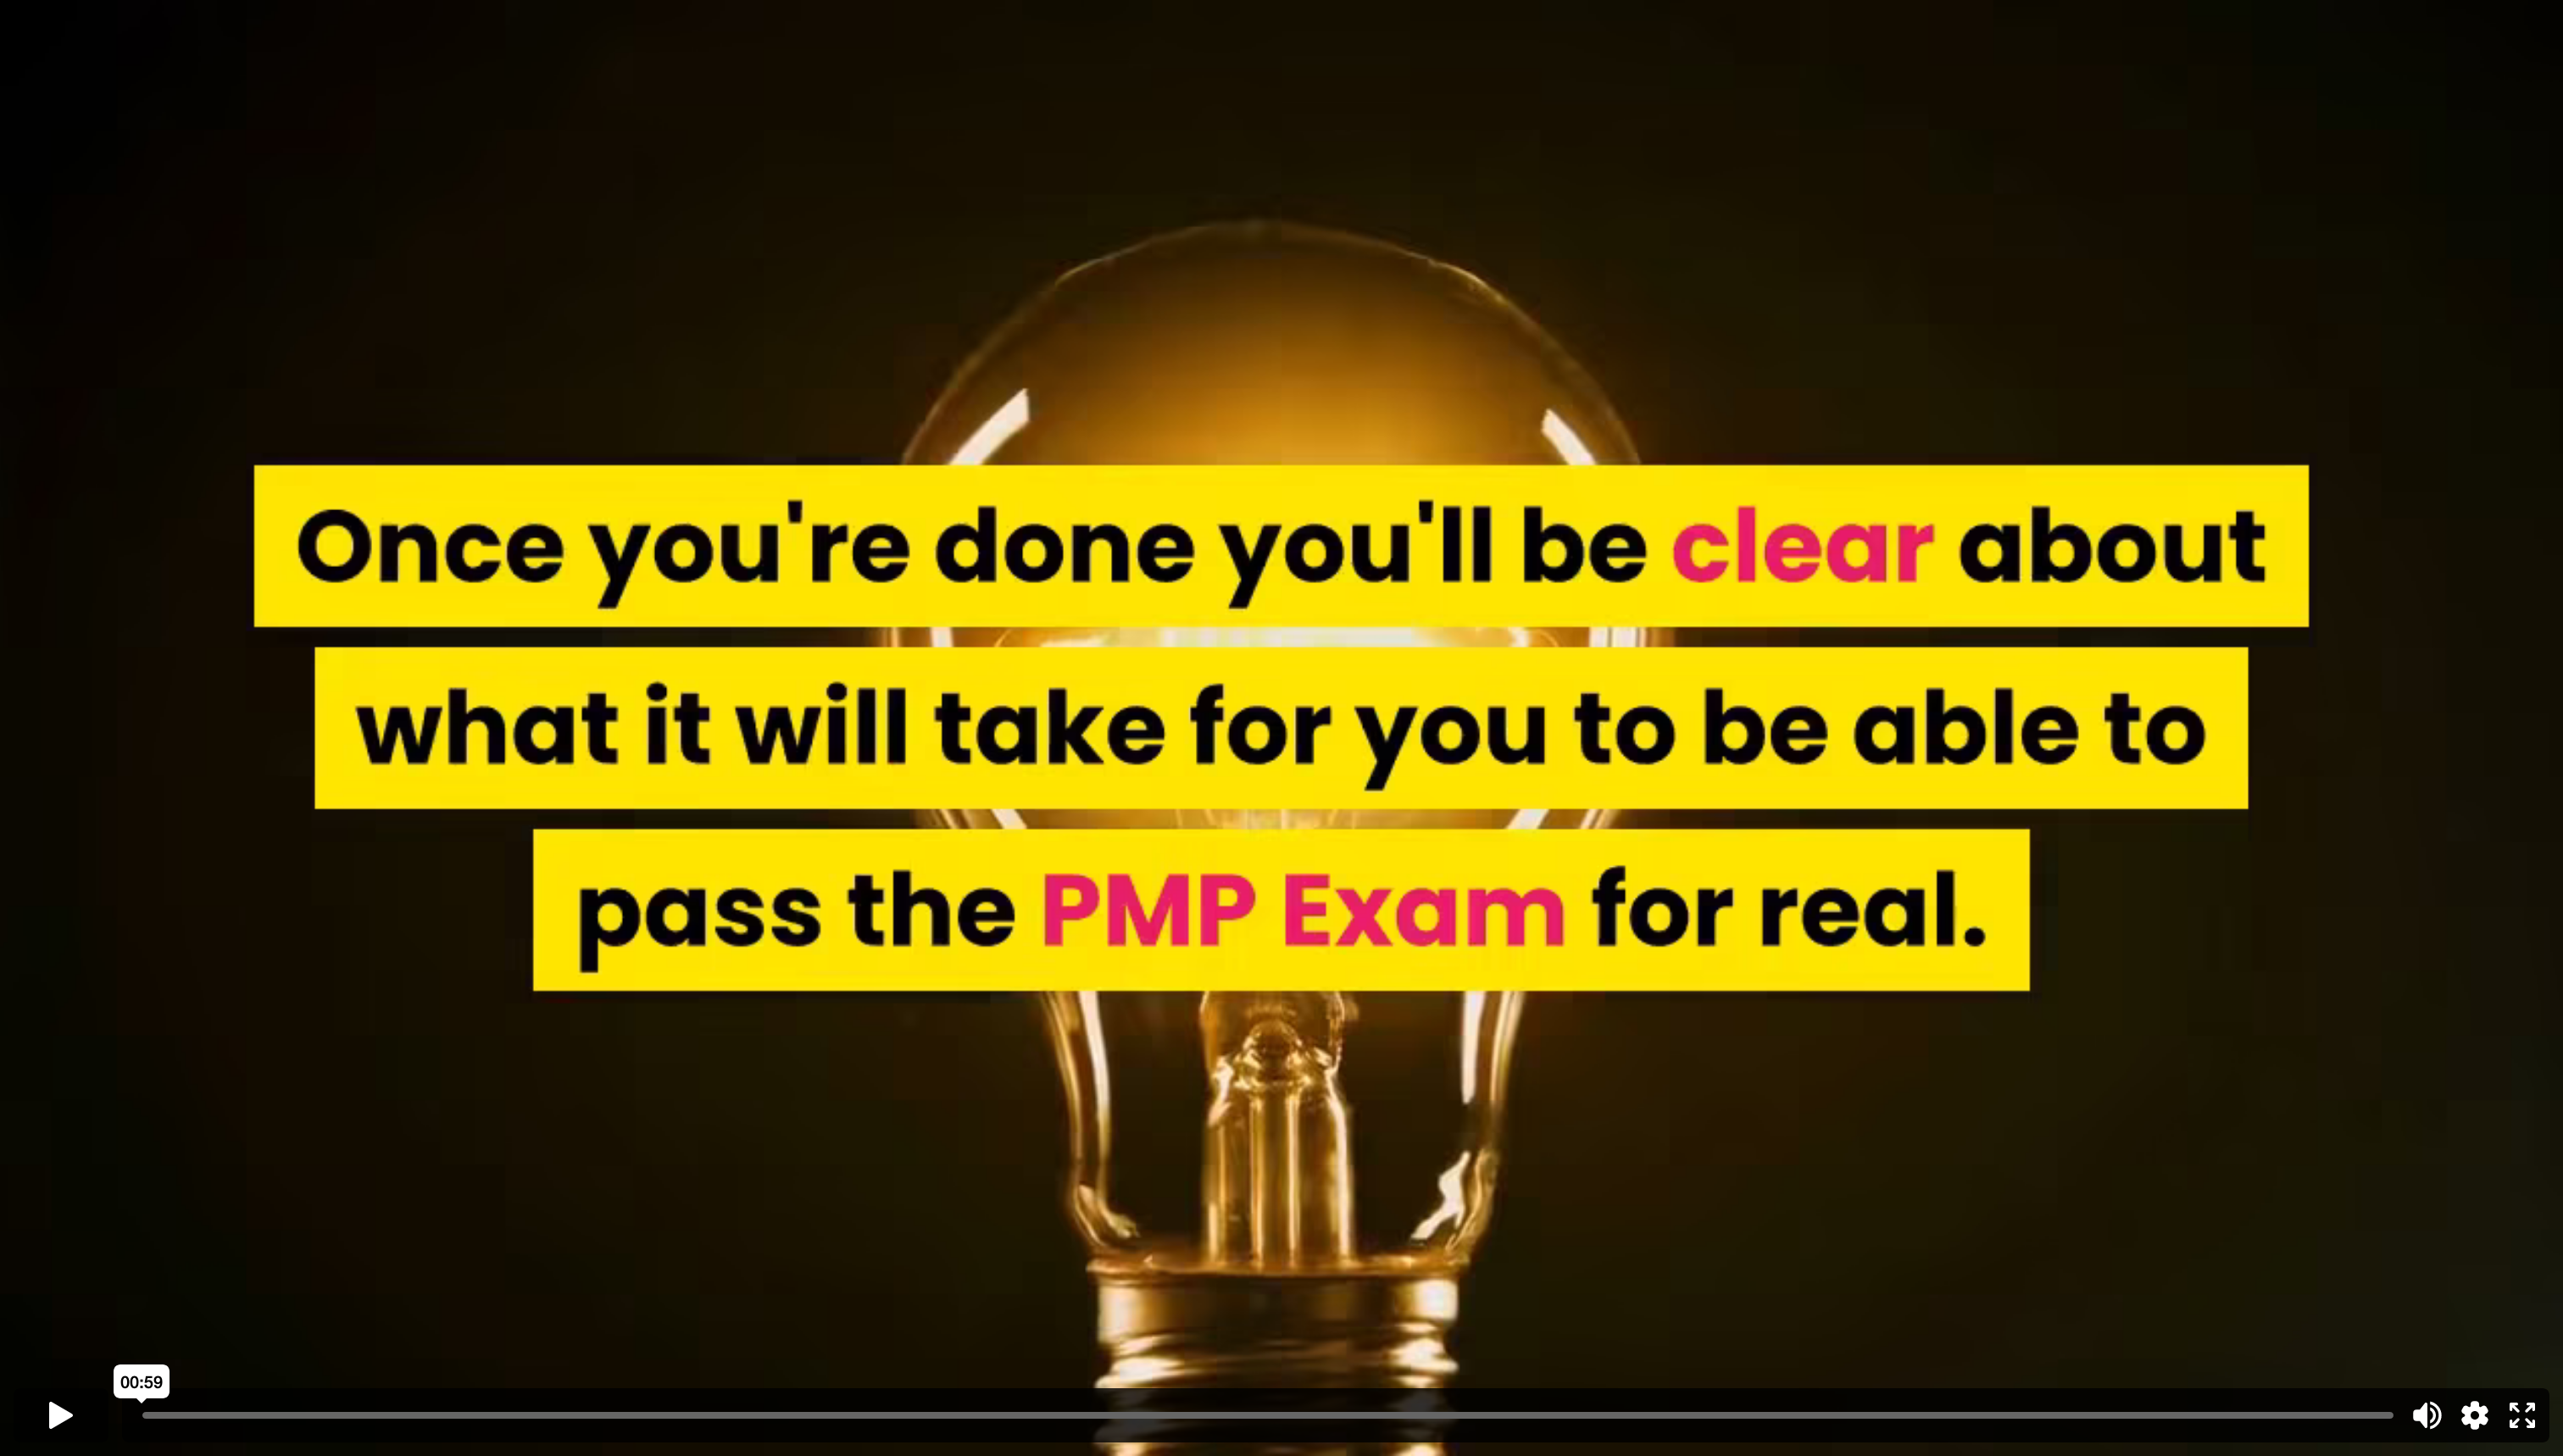 Once you're done you'll be clear about
what it will take for you to be able to
pass the PMP Exam for real.
00:59